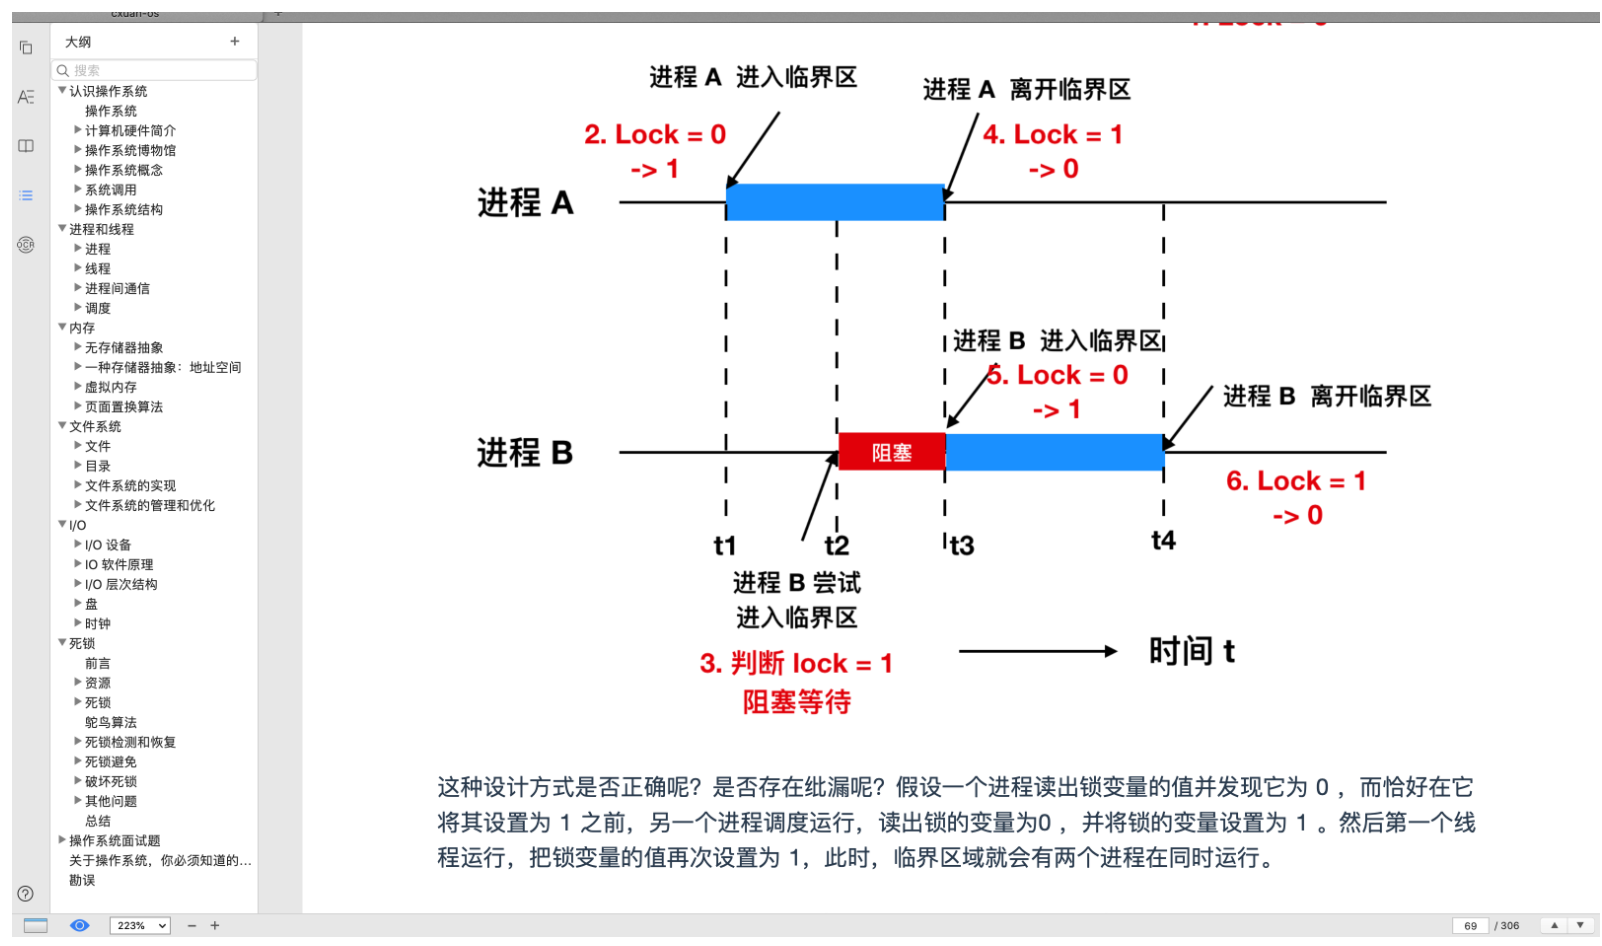 cxuan-os
+
大纲
+
搜索
认识操作系统
操作系统
计算机硬件简介
操作系统博物馆
操作系统概念
系统调用
操作系统结构
进程和线程
进程
线程
进程间通信
调度
内存
无存储器抽象
一种存储器抽象：地址空间
虚拟内存
页面置换算法
文件系统
文件
目录
文件系统的实现
文件系统的管理和优化
I/O
I/O 设备
IO 软件原理
I/O 层次结构
盘
时钟
死锁
前言
资源
死锁
鸵鸟算法
死锁检测和恢复
死锁避免
破坏死锁
其他问题
总结
操作系统面试题
关于操作系统，你必须知道的...
勘误
OCR
进程 A 进入临界区
进程 A 离开临界区
2. Lock = 0
-> 1
4. Lock = 1
-> 0
进程 A
进程 B 进入临界区
5. Lock = 0
-> 1
进程 B 离开临界区
进程 B
阻塞
6. Lock = 1
-> 0
t1
t2
t3
t4
进程 B 尝试
进入临界区
3. 判断 lock = 1
阻塞等待
时间 t
这种设计方式是否正确呢？是否存在纰漏呢？假设一个进程读出锁变量的值并发现它为 0 ，而恰好在它
将其设置为 1 之前，另一个进程调度运行，读出锁的变量为0 ，并将锁的变量设置为 1 。然后第一个线
程运行，把锁变量的值再次设置为 1，此时，临界区域就会有两个进程在同时运行。
223%
− +
69 / 306